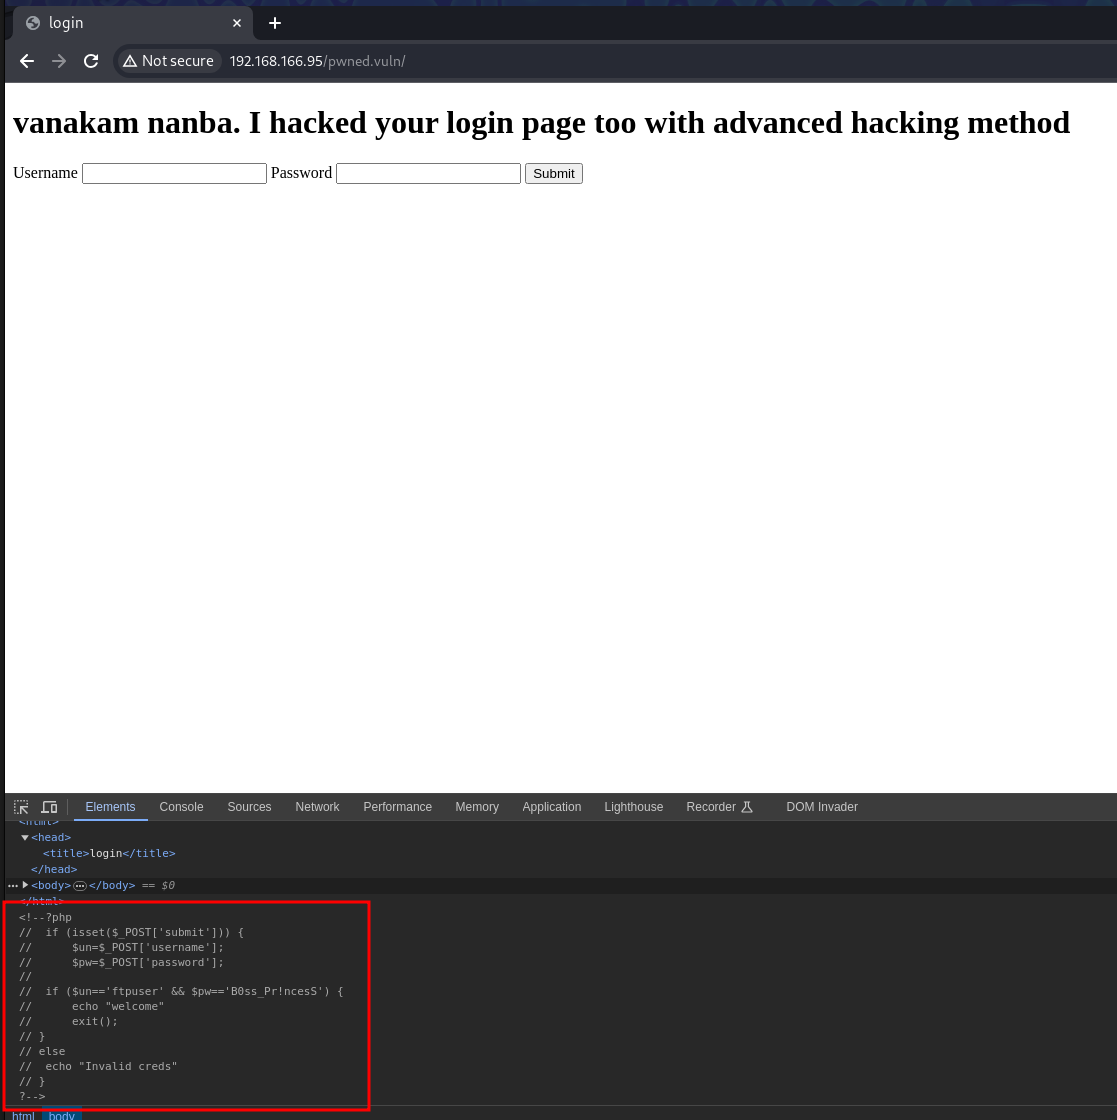 login
Not secure 192.168.166.95/pwned.vuln/
vanakam nanba. I hacked your login page too with advanced hacking method
Username Password Submit
Elements Console Sources Network Performance Memory Application Lighthouse Recorder DOM Invader
<html>
<head>
<title>login</title>
</head>
<body>…</body> == $0
</html>
<!--?php
//  if (isset($_POST['submit'])) {
//      $un=$_POST['username'];
//      $pw=$_POST['password'];
//
//  if ($un=='ftpuser' && $pw=='B0ss_Pr!ncesS') {
//      echo "welcome"
//      exit();
// }
// else
//  echo "Invalid creds"
// }
?-->
html body